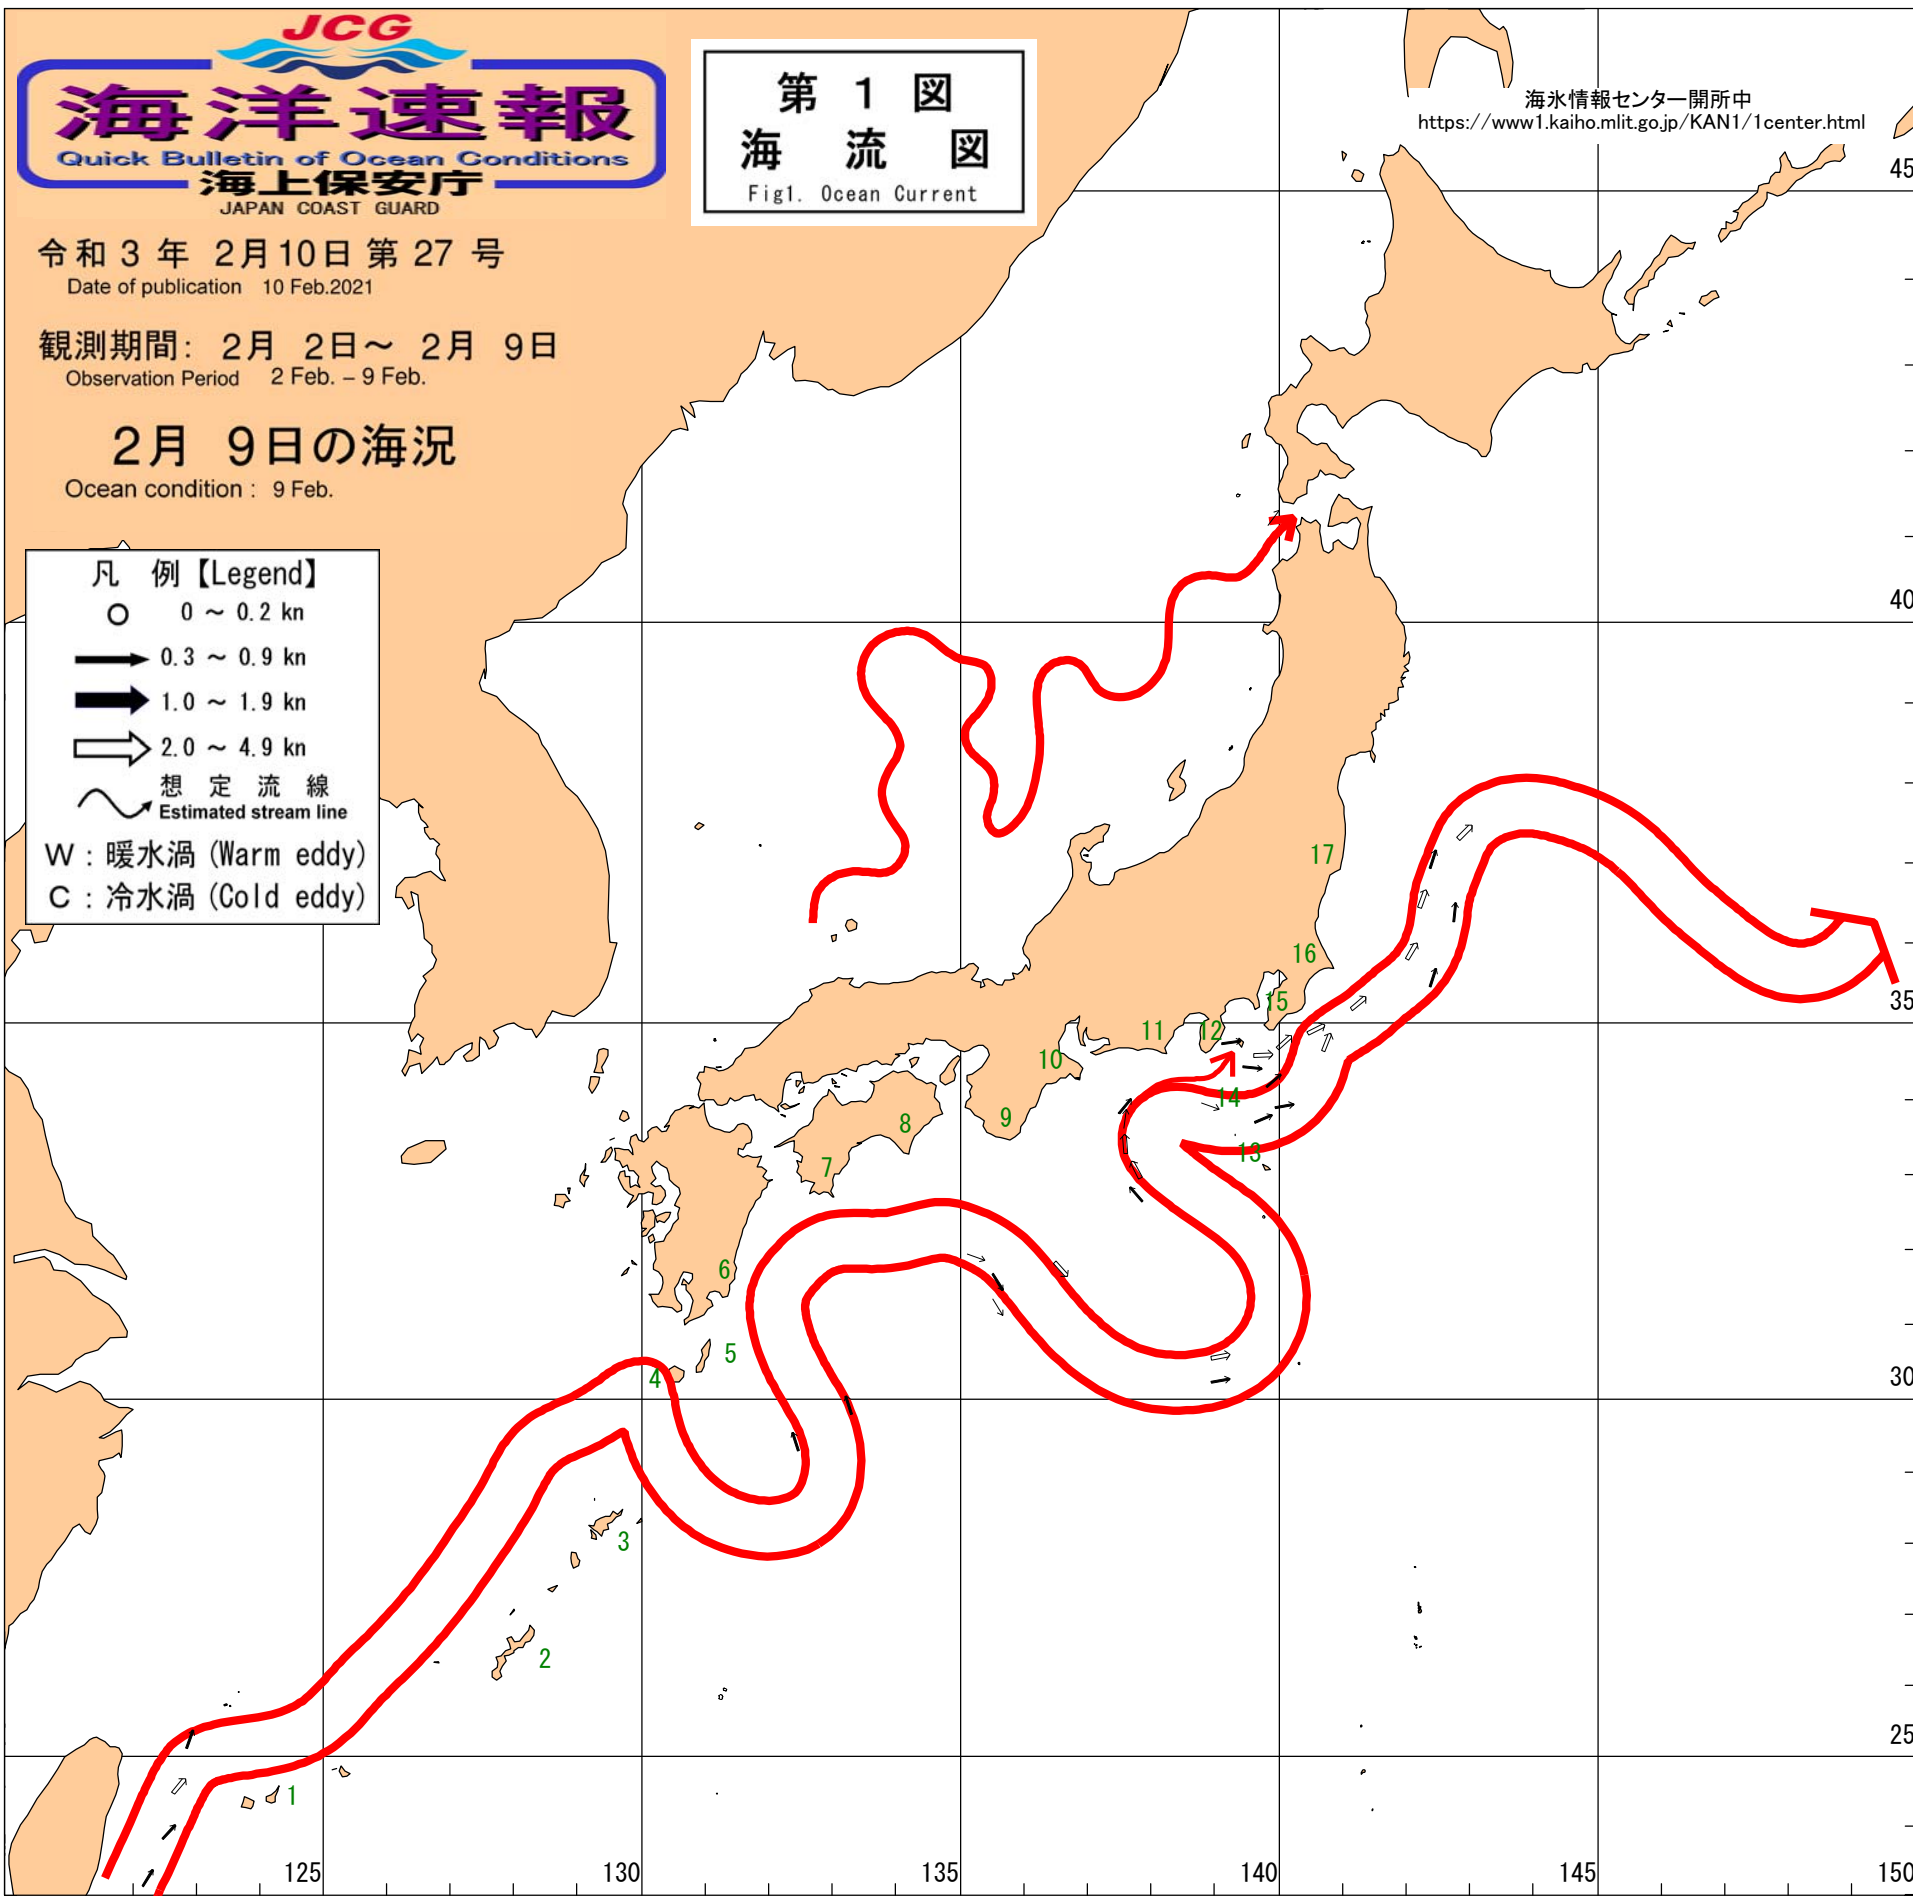 JCG
海洋速報
Quick Bulletin of Ocean Conditions
海上保安庁
JAPAN COAST GUARD
第 1 図
海 流 図
Fig1. Ocean Current
海氷情報センター開所中
https://www1.kaiho.mlit.go.jp/KAN1/1center.html
令和 3 年 2月10日 第 27 号
Date of publication 10 Feb.2021
観測期間: 2月 2日～ 2月 9日
Observation Period 2 Feb. – 9 Feb.
2月 9日の海況
Ocean condition : 9 Feb.
凡 例【Legend】
0 ～ 0.2 kn
0.3 ～ 0.9 kn
1.0 ～ 1.9 kn
2.0 ～ 4.9 kn
想 定 流 線
Estimated stream line
W : 暖水渦 (Warm eddy)
C : 冷水渦 (Cold eddy)
45
40
35
30
25
17
16
15
12
11
10
14
9
8
13
7
6
5
4
3
2
1
125
130
135
140
145
150